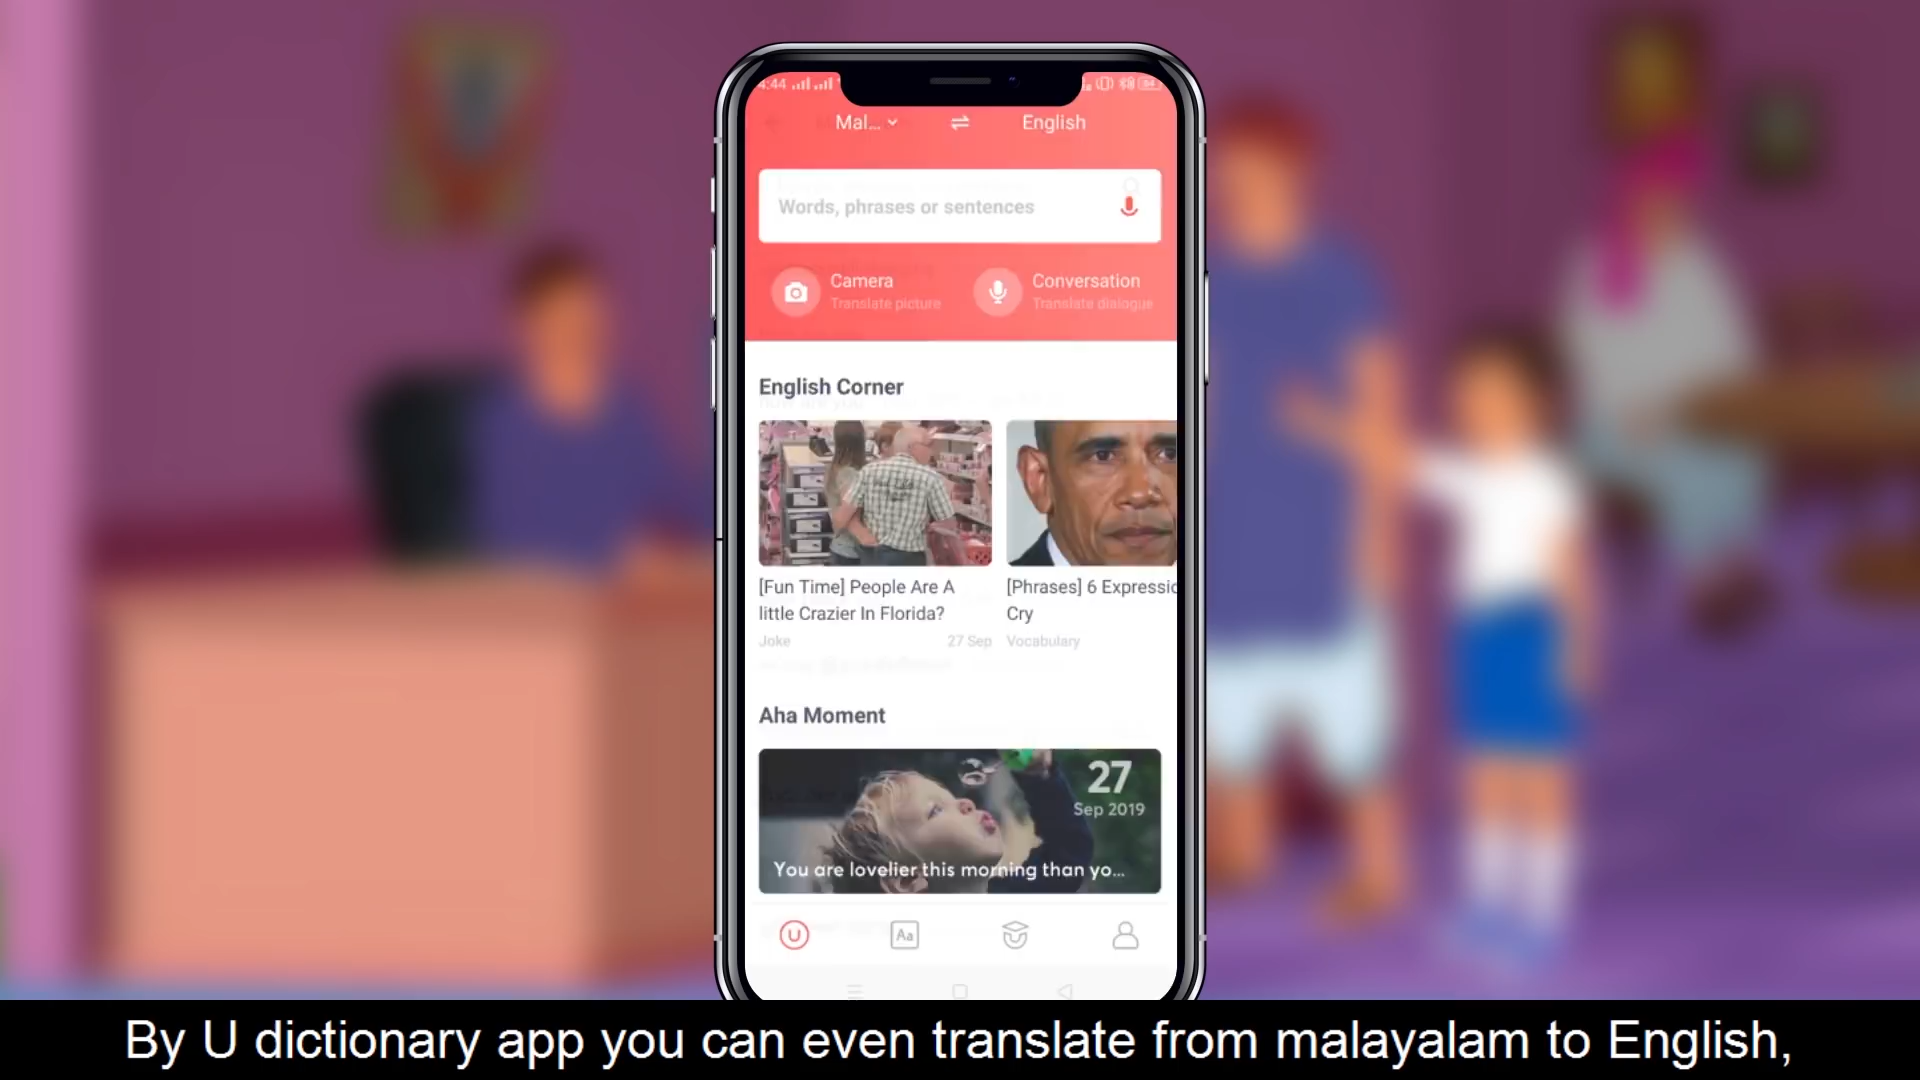 4:44
Mal...
English
Words, phrases or sentences
Camera
Translate picture
Conversation
Translate dialogue
English Corner
[Fun Time] People Are A
little Crazier In Florida?
Joke
27 Sep
[Phrases] 6 Expressio
Cry
Vocabulary
Aha Moment
27
Sep 2019
You are lovelier this morning than yo...
U
Aa
By U dictionary app you can even translate from malayalam to English,